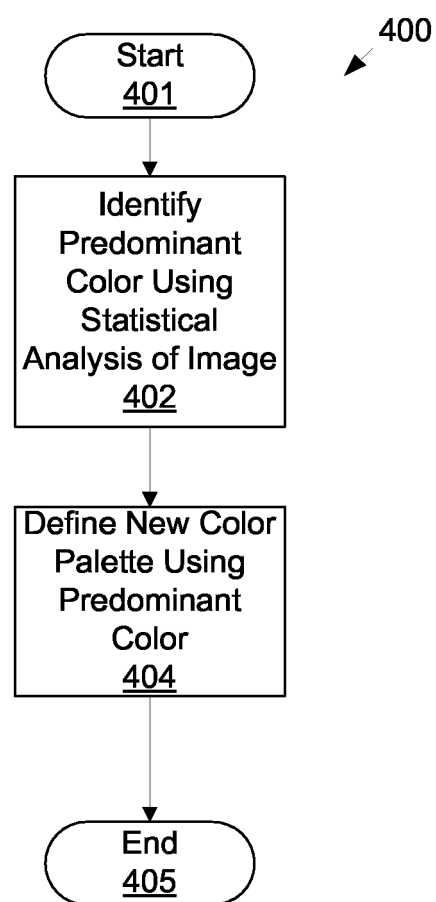 400
Start
401
Identify
Predominant
Color Using
Statistical
Analysis of Image
402
Define New Color
Palette Using
Predominant
Color
404
End
405